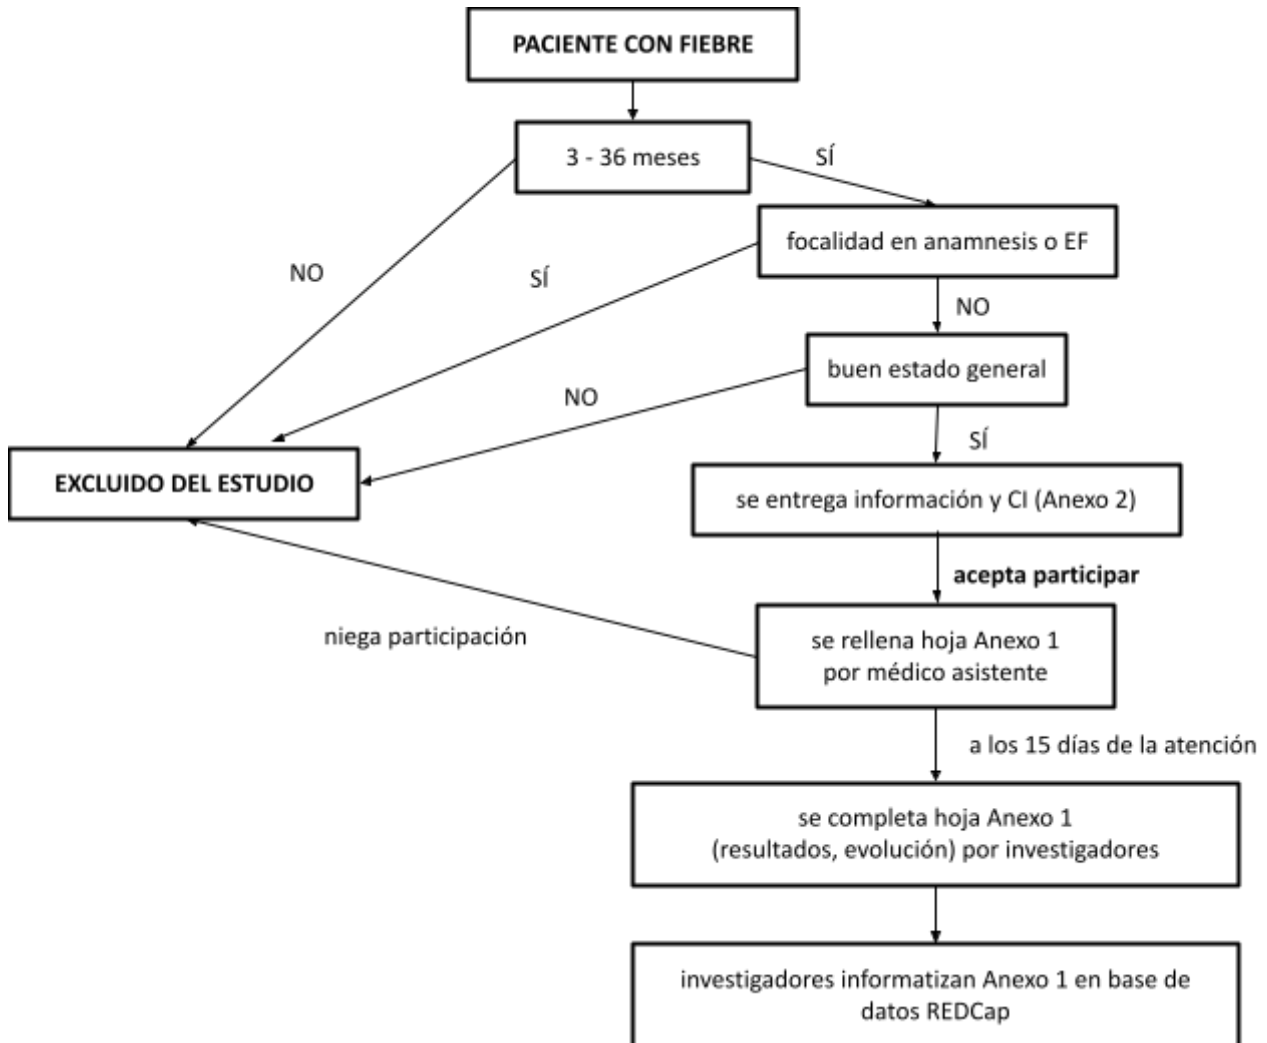 PACIENTE CON FIEBRE
3 - 36 meses
SÍ
focalidad en anamnesis o EF
NO
SÍ
NO
buen estado general
NO
SÍ
EXCLUIDO DEL ESTUDIO
se entrega información y CI (Anexo 2)
acepta participar
niega participación
se rellena hoja Anexo 1
por médico asistente
a los 15 días de la atención
se completa hoja Anexo 1
(resultados, evolución) por investigadores
investigadores informatizan Anexo 1 en base de
datos REDCap